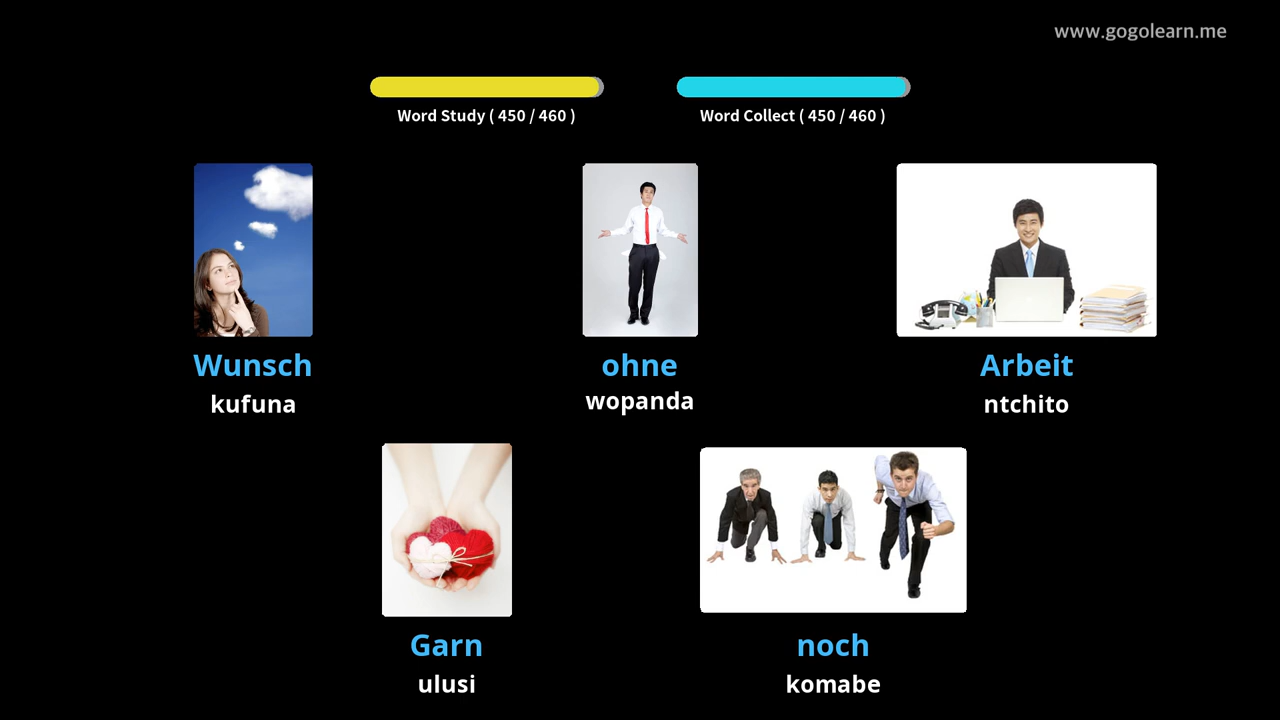 www.gogolearn.me
Word Study ( 450 / 460 )
Word Collect ( 450 / 460 )
Wunsch
kufuna
ohne
wopanda
Arbeit
ntchito
Garn
ulusi
noch
komabe